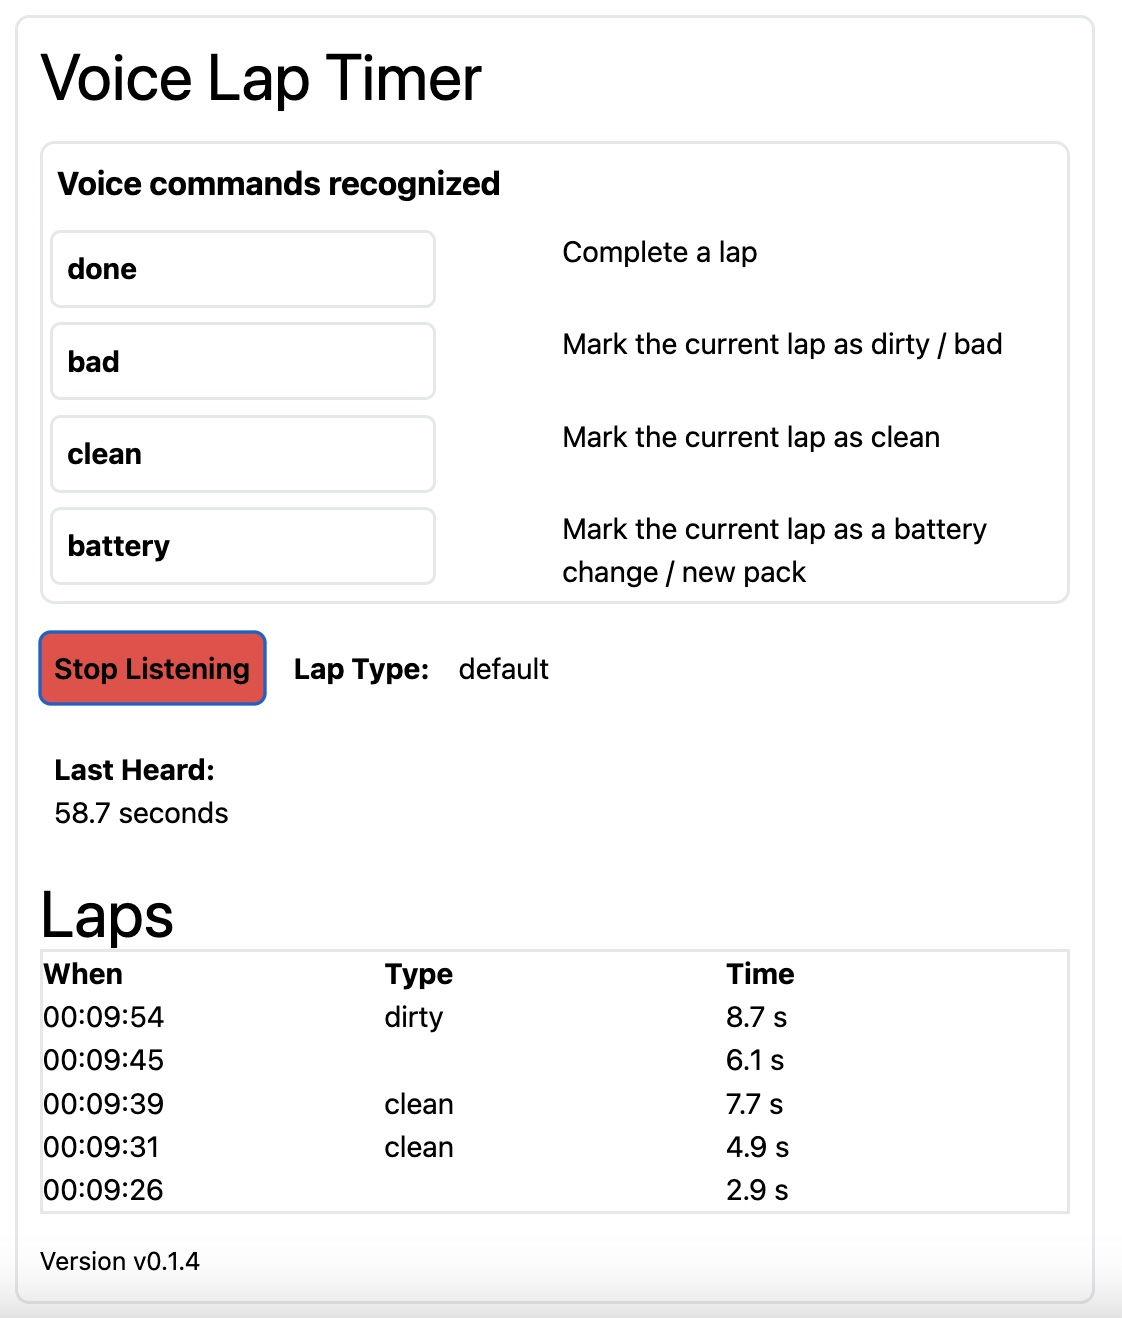 Voice Lap Timer
Voice commands recognized
done
Complete a lap
bad
Mark the current lap as dirty / bad
clean
Mark the current lap as clean
battery
Mark the current lap as a battery
change / new pack
Stop Listening Lap Type: default
Last Heard:
58.7 seconds
Laps
When Type Time
00:09:54 dirty 8.7 s
00:09:45 6.1 s
00:09:39 clean 7.7 s
00:09:31 clean 4.9 s
00:09:26 2.9 s
Version v0.1.4